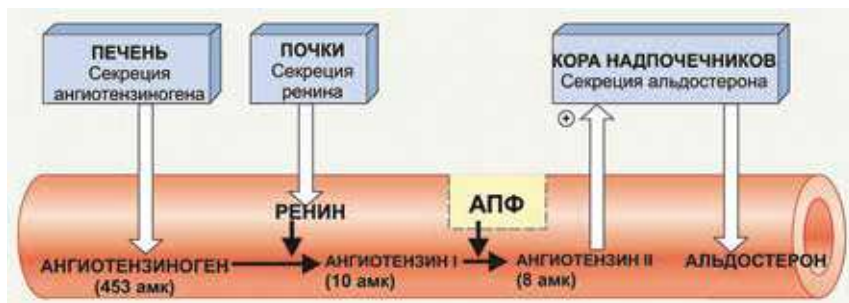 ПЕЧЕНЬ
Секреция
ангиотензиногена
ПОЧКИ
Секреция
ренина
КОРА НАДПОЧЕЧНИКОВ
Секреция альдостерона
+
РЕНИН
АПФ
АНГИОТЕНЗИНОГЕН
(453 амк)
АНГИОТЕНЗИН I
(10 амк)
АНГИОТЕНЗИН II
(8 амк)
АЛЬДОСТЕРОН